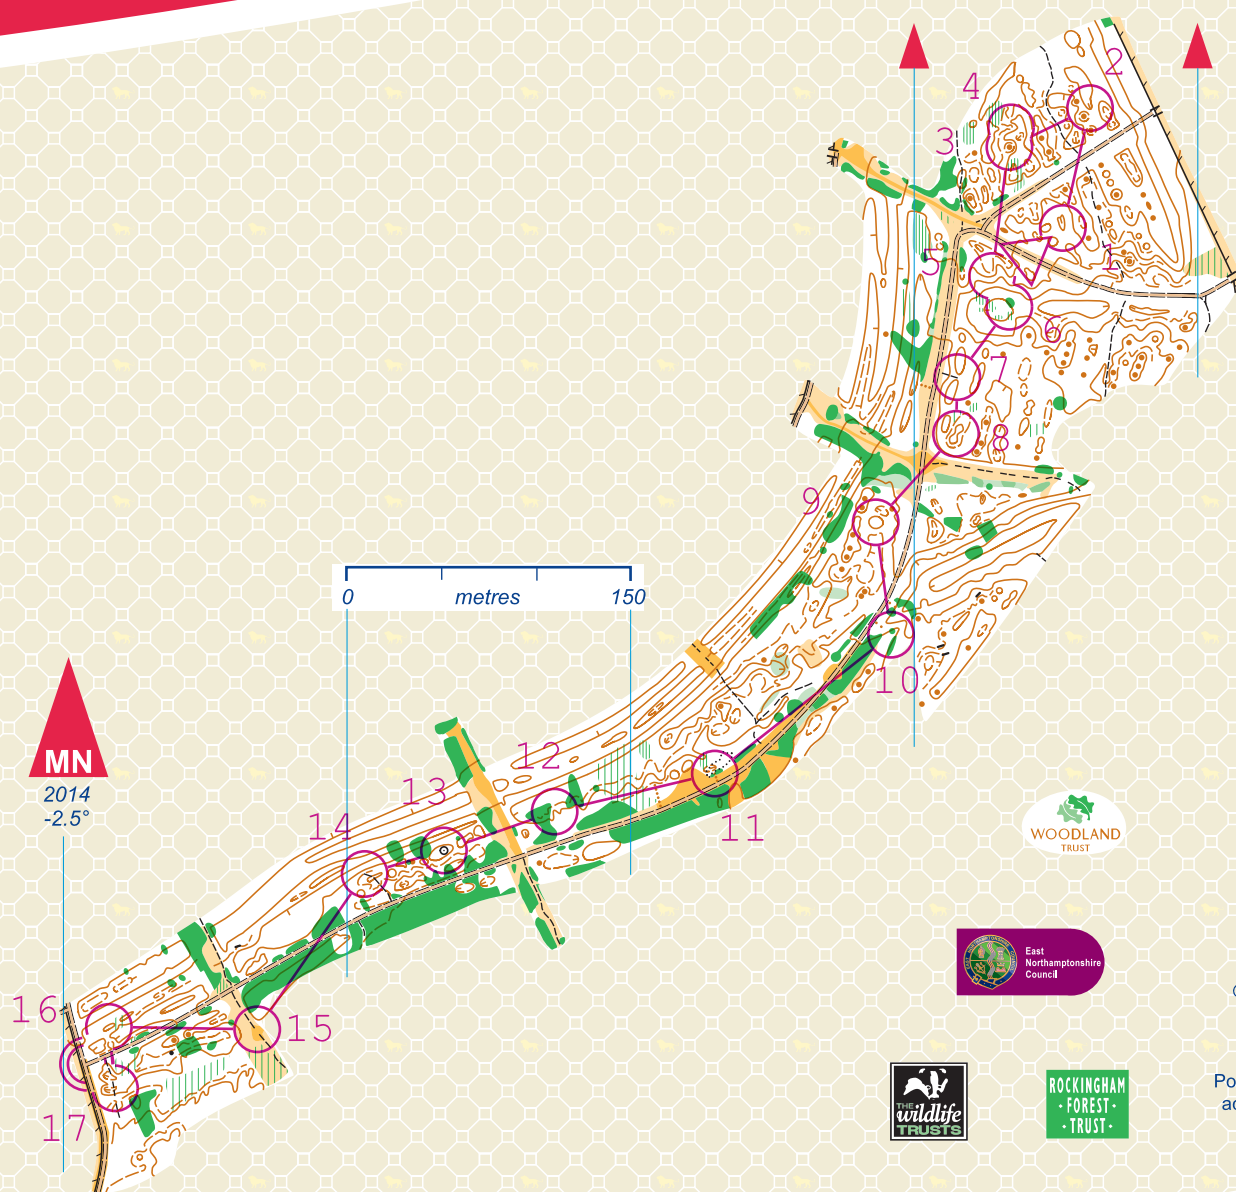 2
4
3
1
5
6
7
8
9
0 metres 150
10
MN
2014
-2.5°
12
13
11
14
WOODLAND
TRUST
East
Northamptonshire
Council
16
15
17
THE
wildlife
TRUSTS
ROCKINGHAM
• FOREST •
• TRUST •
Po
ac